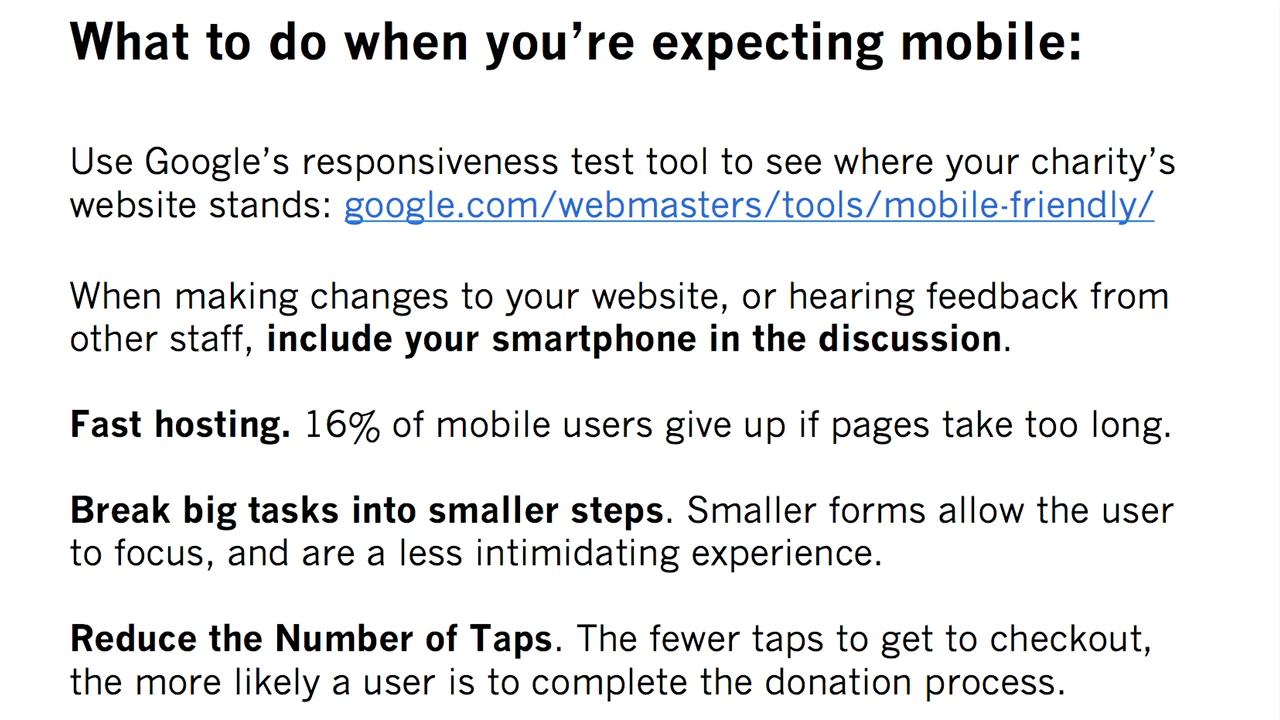 What to do when you’re expecting mobile:
Use Google’s responsiveness test tool to see where your charity’s
website stands: google.com/webmasters/tools/mobile-friendly/
When making changes to your website, or hearing feedback from
other staff, include your smartphone in the discussion.
Fast hosting. 16% of mobile users give up if pages take too long.
Break big tasks into smaller steps. Smaller forms allow the user
to focus, and are a less intimidating experience.
Reduce the Number of Taps. The fewer taps to get to checkout,
the more likely a user is to complete the donation process.